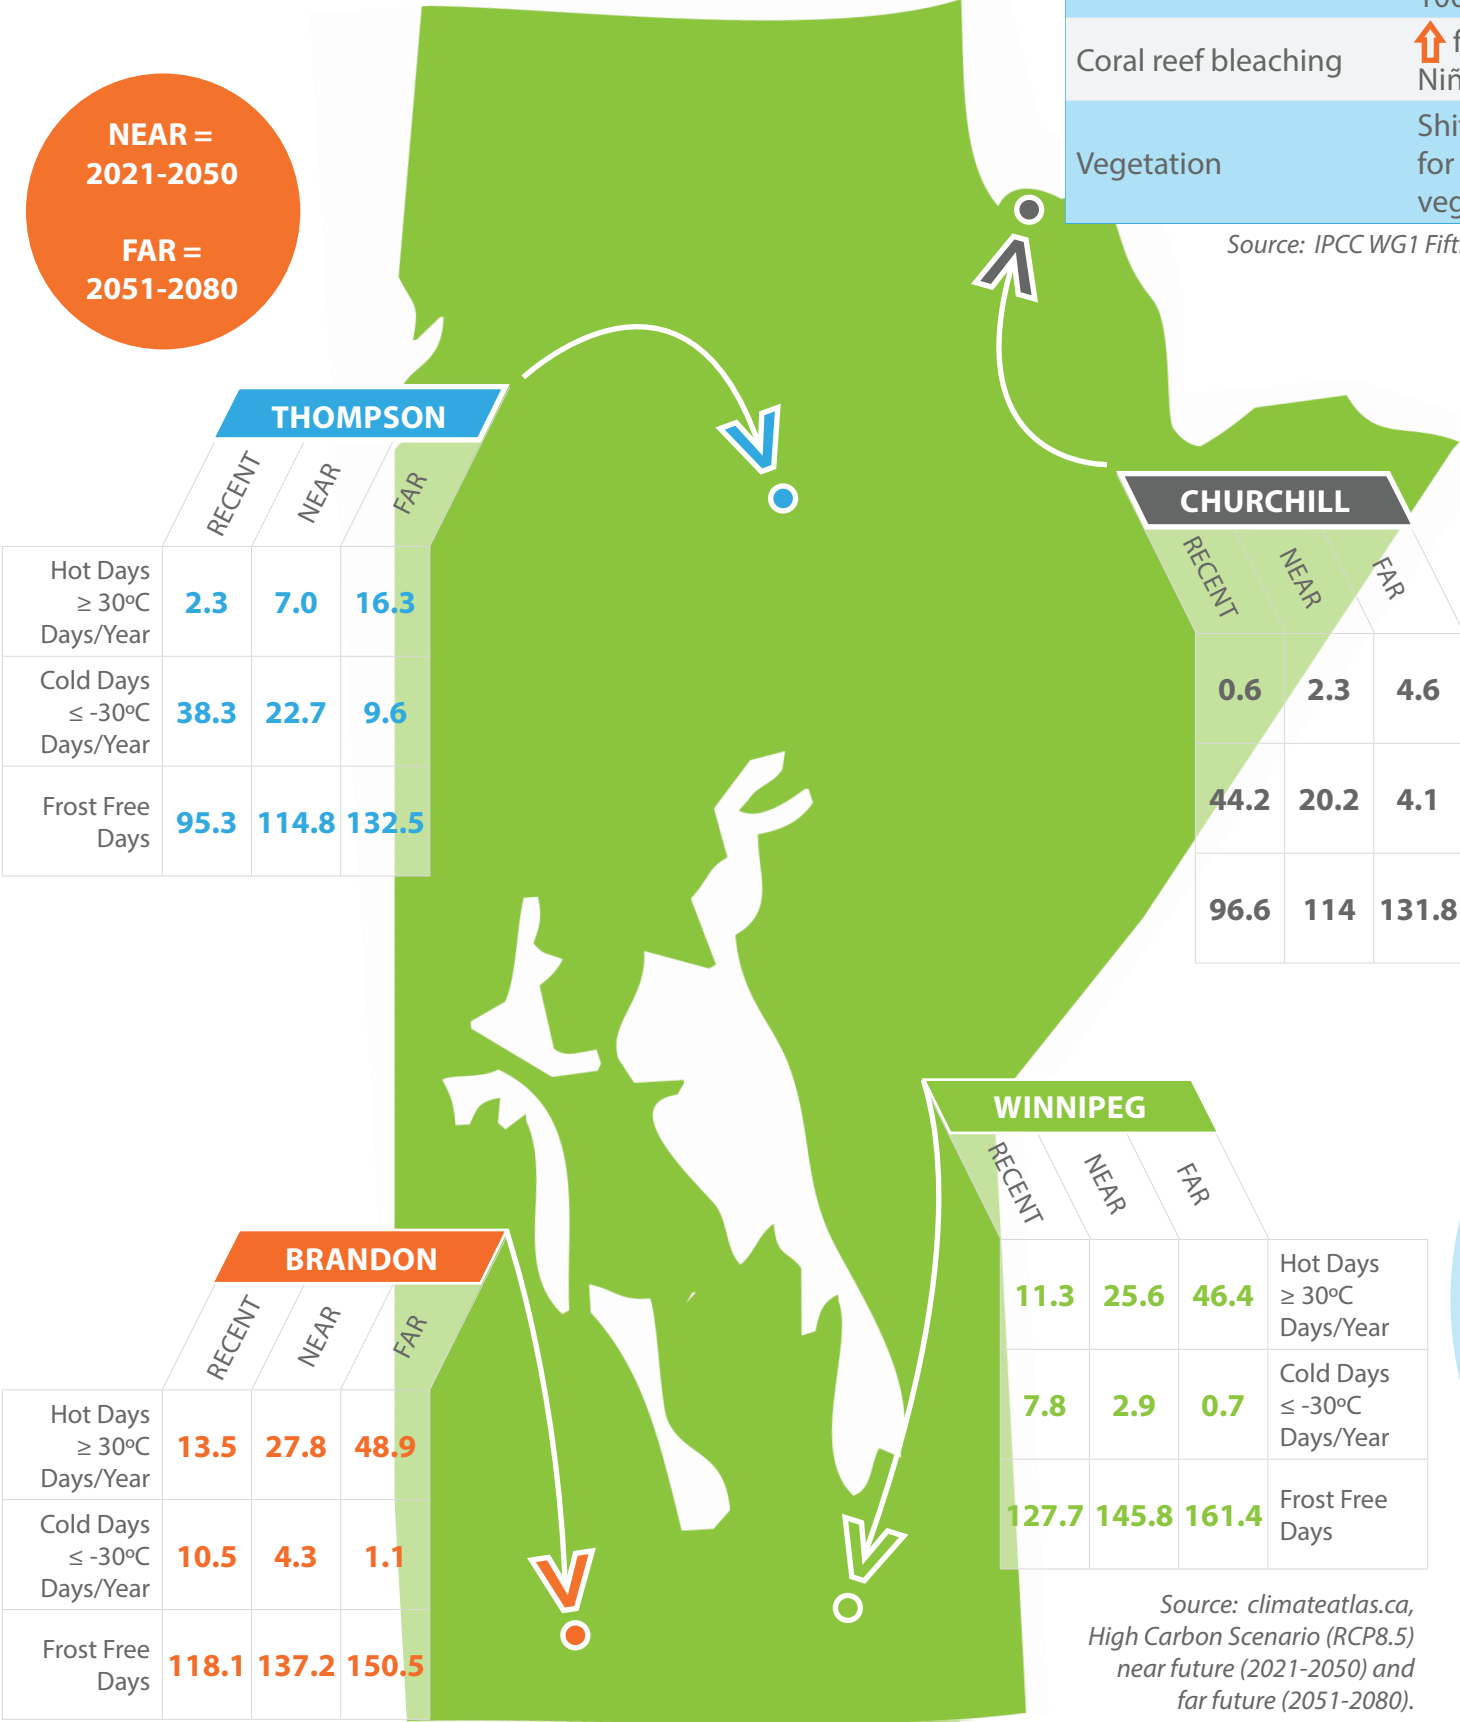 Coral reef bleaching
Vegetation
for
Source: IPCC WG1
NEAR =
2021-2050
FAR =
2051-2080
THOMPSON
RECENT NEAR FAR
Hot Days
≥ 30ºC
Days/Year
2.3 7.0 16.3
Cold Days
≤ -30ºC
Days/Year
38.3 22.7 9.6
Frost Free
Days
95.3 114.8 132.5
CHURCHILL
RECENT NEAR FAR
0.6 2.3 4.6
44.2 20.2 4.1
96.6 114 131.8
WINNIPEG
RECENT NEAR FAR
11.3 25.6 46.4
Hot Days
≥ 30ºC
Days/Year
7.8 2.9 0.7
Cold Days
≤ -30ºC
Days/Year
127.7 145.8 161.4
Frost Free
Days
BRANDON
RECENT NEAR FAR
Hot Days
≥ 30ºC
Days/Year
13.5 27.8 48.9
Cold Days
≤ -30ºC
Days/Year
10.5 4.3 1.1
Frost Free
Days
118.1 137.2 150.5
Source: climateatlas.ca,
High Carbon Scenario (RCP8.5)
near future (2021-2050) and
far future (2051-2080).